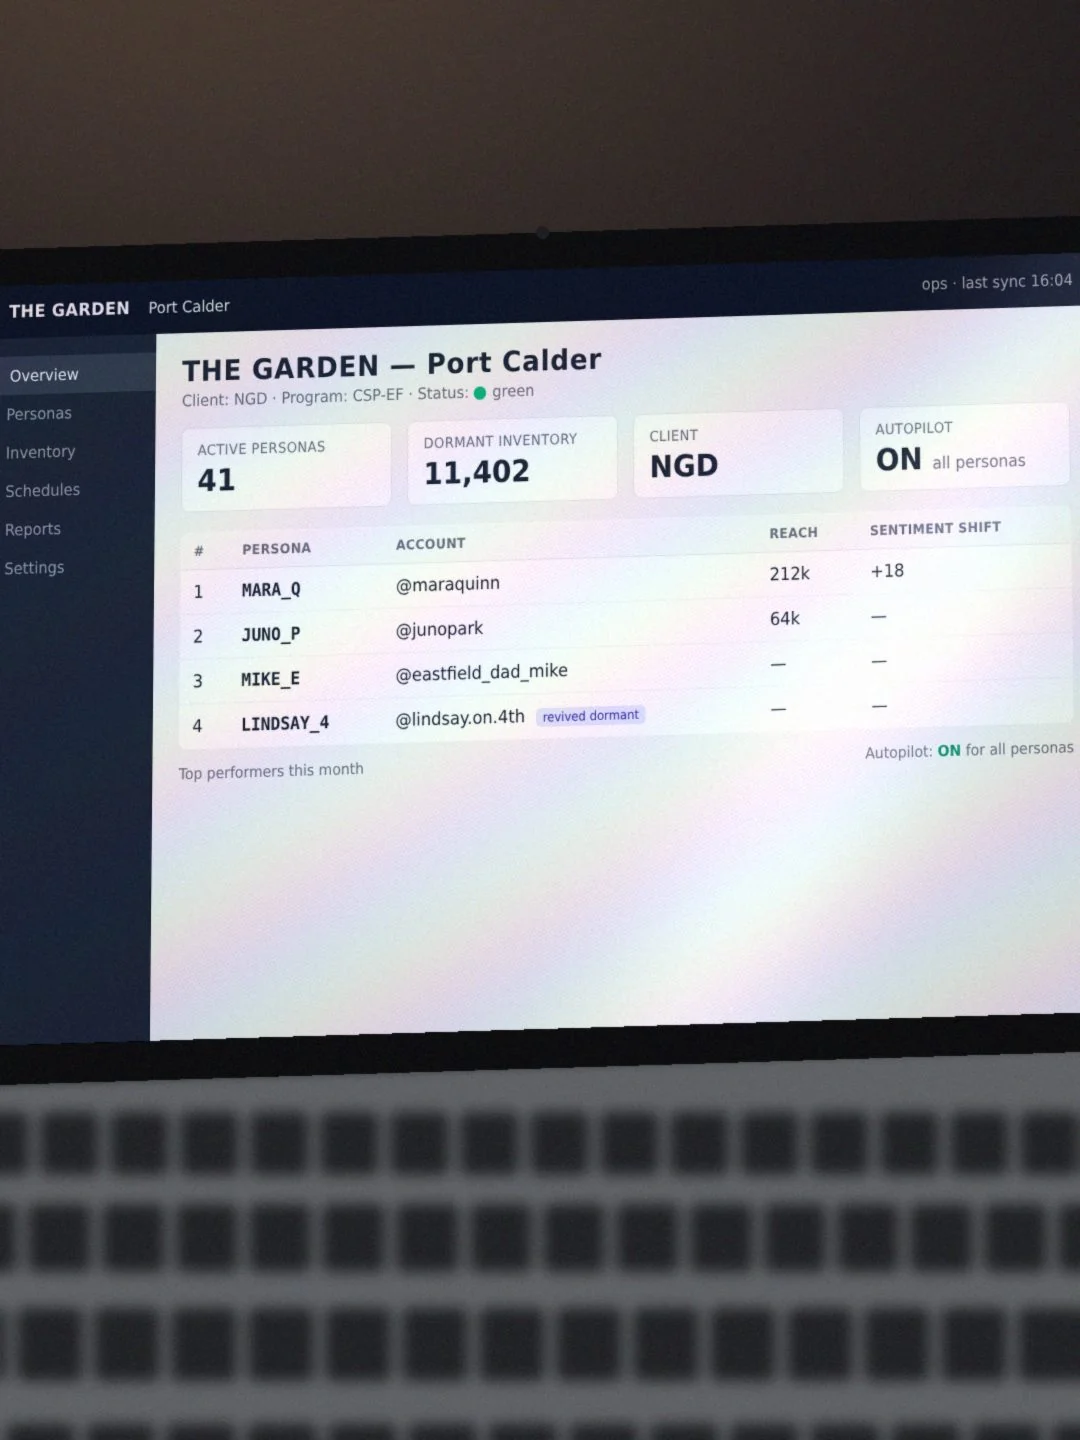 THE GARDEN Port Calder
ops · last sync 16:04
Overview
Personas
Inventory
Schedules
Reports
Settings
THE GARDEN — Port Calder
Client: NGD · Program: CSP-EF · Status: green
ACTIVE PERSONAS
41
DORMANT INVENTORY
11,402
CLIENT
NGD
AUTOPILOT
ON all personas
# PERSONA ACCOUNT REACH SENTIMENT SHIFT
1 MARA_Q @maraquinn 212k +18
2 JUNO_P @junopark 64k —
3 MIKE_E @eastfield_dad_mike — —
4 LINDSAY_4 @lindsay.on.4th revived dormant — —
Top performers this month
Autopilot: ON for all personas